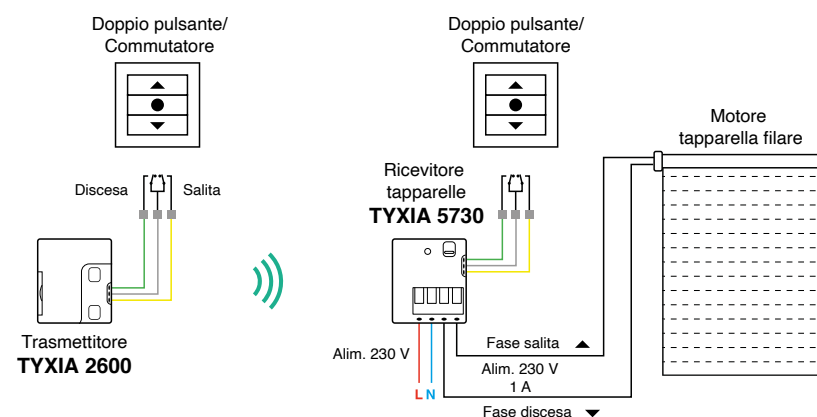 Doppio pulsante/
Commutatore
Discesa
Salita
Trasmettitore
TYXIA 2600
Doppio pulsante/
Commutatore
Ricevitore
tapparelle
TYXIA 5730
Motore
tapparella filare
Alim. 230 V
L N
Fase salita
Alim. 230 V
1 A
Fase discesa